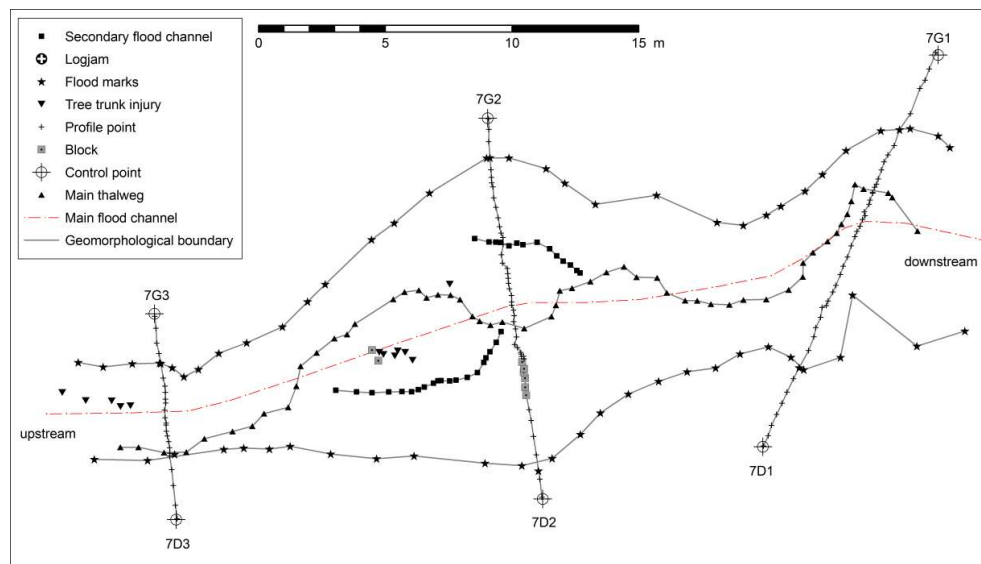 Secondary flood channel
Logjam
Flood marks
Tree trunk injury
Profile point
Block
Control point
Main thalweg
Main flood channel
Geomorphological boundary
0 5 10 15 m
7G1
7G2
7G3
downstream
upstream
7D1
7D2
7D3